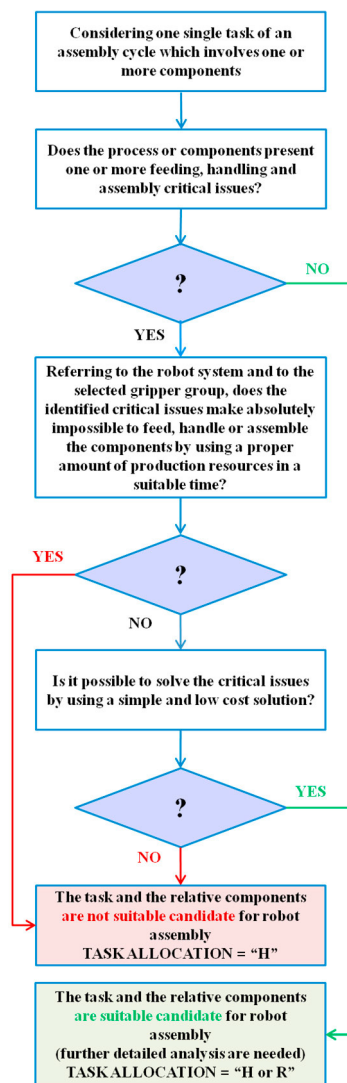 Considering one single task of an
assembly cycle which involves one or
more components
Does the process or components present
one or more feeding, handling and
assembly critical issues?
?
NO
YES
Referring to the robot system and to the
selected gripper group, does the
identified critical issues make absolutely
impossible to feed, handle or assemble
the components by using a proper
amount of production resources in a
suitable time?
YES
?
NO
Is it possible to solve the critical issues
by using a simple and low cost solution?
?
YES
NO
The task and the relative components
are not suitable candidate for robot
assembly
TASK ALLOCATION = “H”
The task and the relative components
are suitable candidate for robot
assembly
(further detailed analysis are needed)
TASK ALLOCATION = “H or R”